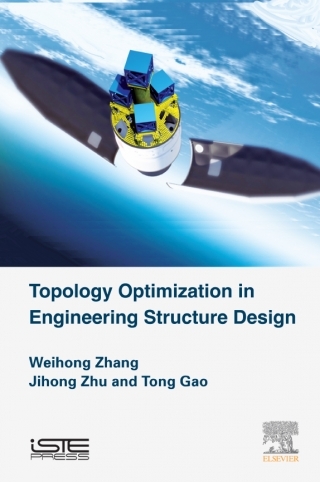 Topology Optimization in
Engineering Structure Design
Weihong Zhang
Jihong Zhu and Tong Gao
iSTE
PRESS
ELSEVIER